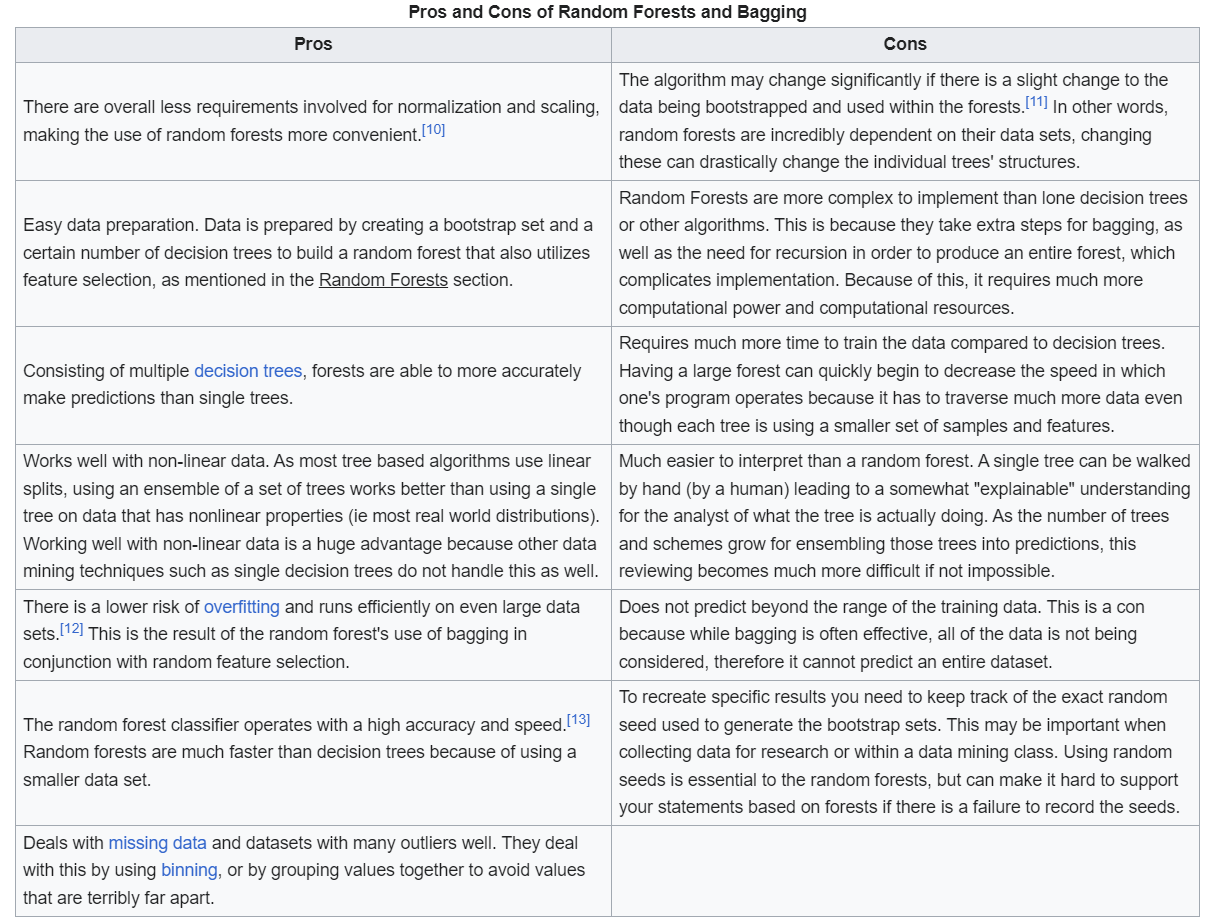 Pros and Cons of Random Forests and Bagging
Pros
Cons
There are overall less requirements involved for normalization and scaling,
making the use of random forests more convenient.[10]
The algorithm may change significantly if there is a slight change to the
data being bootstrapped and used within the forests.[11] In other words,
random forests are incredibly dependent on their data sets, changing
these can drastically change the individual trees' structures.
Easy data preparation. Data is prepared by creating a bootstrap set and a
certain number of decision trees to build a random forest that also utilizes
feature selection, as mentioned in the Random Forests section.
Random Forests are more complex to implement than lone decision trees
or other algorithms. This is because they take extra steps for bagging, as
well as the need for recursion in order to produce an entire forest, which
complicates implementation. Because of this, it requires much more
computational power and computational resources.
Consisting of multiple decision trees, forests are able to more accurately
make predictions than single trees.
Requires much more time to train the data compared to decision trees.
Having a large forest can quickly begin to decrease the speed in which
one's program operates because it has to traverse much more data even
though each tree is using a smaller set of samples and features.
Works well with non-linear data. As most tree based algorithms use linear
splits, using an ensemble of a set of trees works better than using a single
tree on data that has nonlinear properties (ie most real world distributions).
Working well with non-linear data is a huge advantage because other data
mining techniques such as single decision trees do not handle this as well.
Much easier to interpret than a random forest. A single tree can be walked
by hand (by a human) leading to a somewhat "explainable" understanding
for the analyst of what the tree is actually doing. As the number of trees
and schemes grow for ensembling those trees into predictions, this
reviewing becomes much more difficult if not impossible.
There is a lower risk of overfitting and runs efficiently on even large data
sets.[12] This is the result of the random forest's use of bagging in
conjunction with random feature selection.
Does not predict beyond the range of the training data. This is a con
because while bagging is often effective, all of the data is not being
considered, therefore it cannot predict an entire dataset.
The random forest classifier operates with a high accuracy and speed.[13]
Random forests are much faster than decision trees because of using a
smaller data set.
To recreate specific results you need to keep track of the exact random
seed used to generate the bootstrap sets. This may be important when
collecting data for research or within a data mining class. Using random
seeds is essential to the random forests, but can make it hard to support
your statements based on forests if there is a failure to record the seeds.
Deals with missing data and datasets with many outliers well. They deal
with this by using binning, or by grouping values together to avoid values
that are terribly far apart.